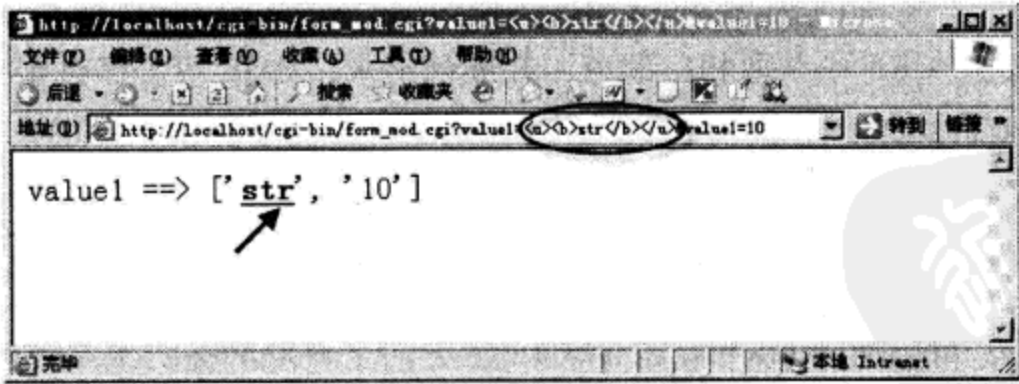 http://localhost/cgi-bin/form_mod.cgi?value1=<u><b>str</b></u>&value1=10 -
文件(F) 编辑(E) 查看(V) 收藏(A) 工具(T) 帮助(H)
后退 搜索 收藏夹
地址(D) http://localhost/cgi-bin/form_mod.cgi?value1=<u><b>str</b></u>&value1=10 转到 链接 »
value1 ==> ['str', '10']
完毕 本地 Intranet